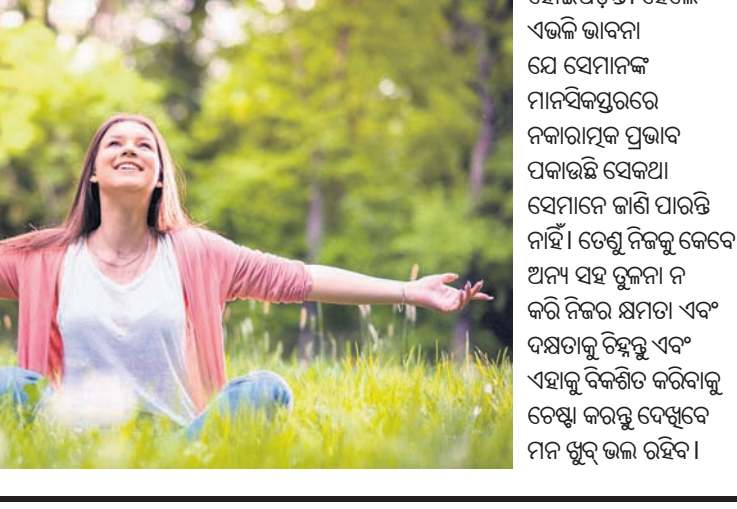 ଏଭଳି ଭାବନା
ଯେ ସେମାନଙ୍କ
ମାନସିକସ୍ତରରେ
ନକାରାତ୍ମକ ପ୍ରଭାବ
ପକାଉଛି ସେକଥା
ସେମାନେ ଜାଣି ପାରନ୍ତି
ନାହିଁ। ତେଣୁ ନିଜକୁ କେବେ
ଅନ୍ୟ ସହ ତୁଳନା ନ
କରି ନିଜର କ୍ଷମତା ଏବଂ
ଦକ୍ଷତାକୁ ଚିହ୍ନନ୍ତୁ ଏବଂ
ଏହାକୁ ବିକଶିତ କରିବାକୁ
ଚେଷ୍ଟା କରନ୍ତୁ ଦେଖିବେ
ମନ ଖୁବ୍ ଭଲ ରହିବ।